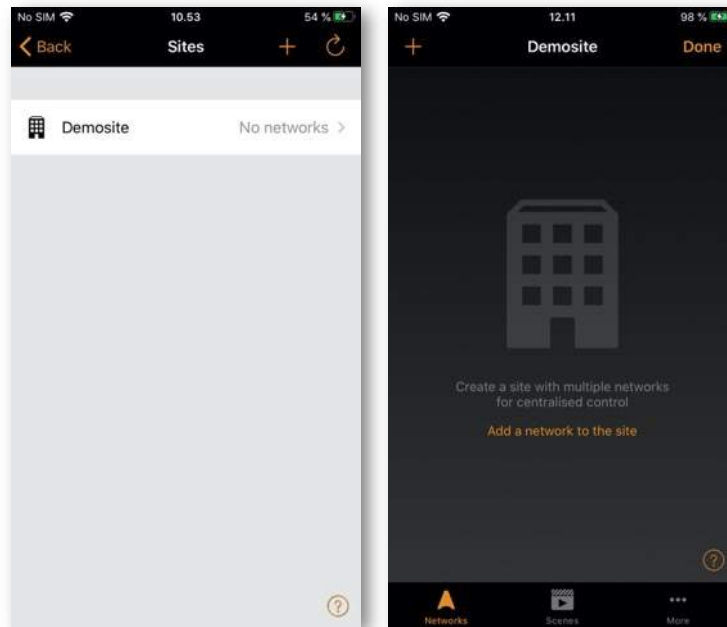 No SIM 10.53 54 %
Back Sites
Demosite No networks
?
No SIM 12.11 98 %
Demosite Done
Create a site with multiple networks
for centralised control
Add a network to the site
?
Networks Scenes More